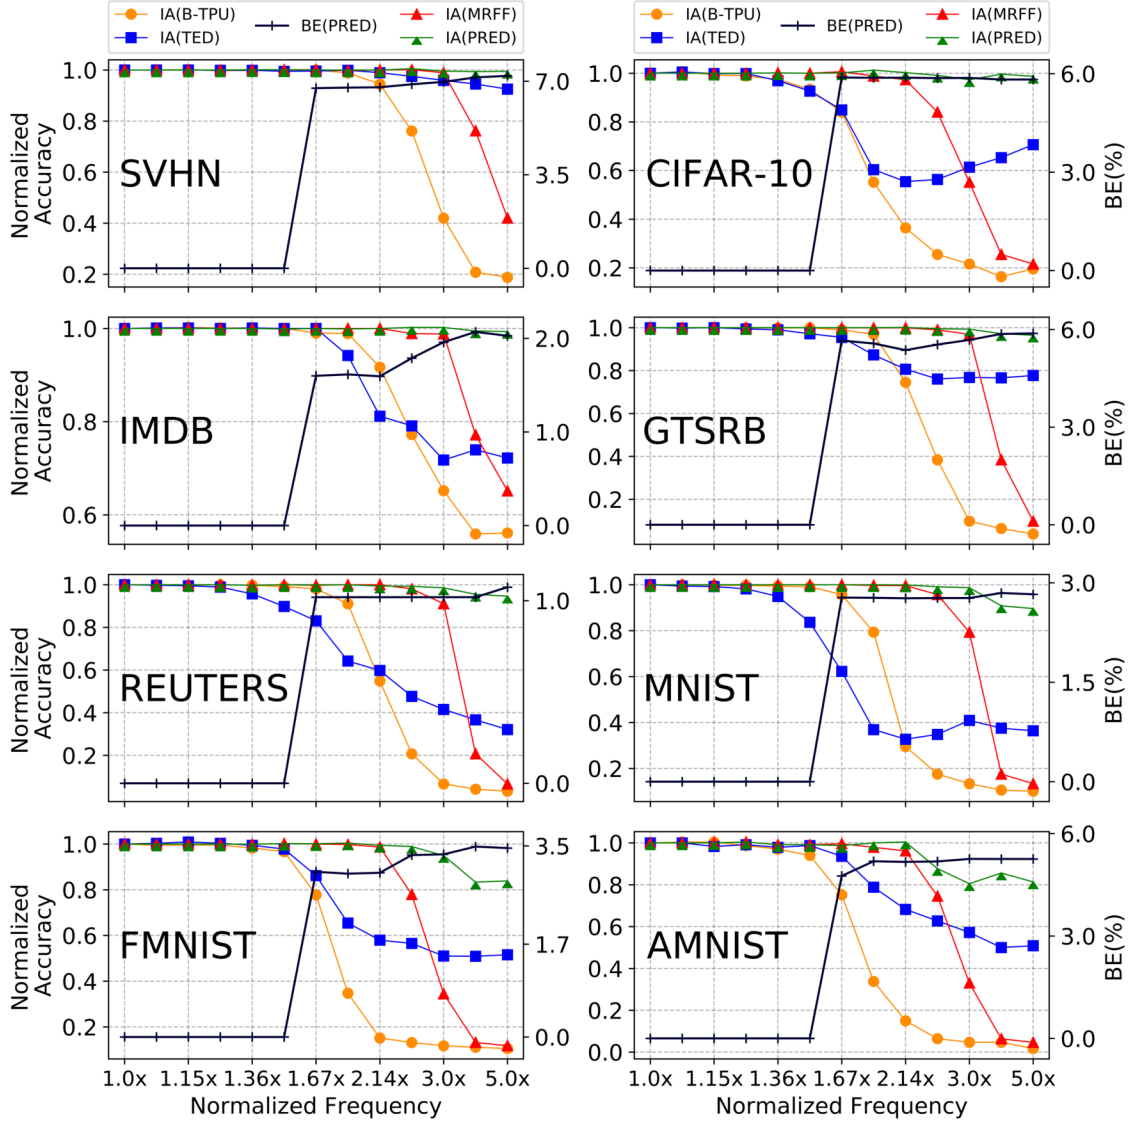 IA(B-TPU)
IA(TED)
BE(PRED)
IA(MRFF)
IA(PRED)
IA(B-TPU)
IA(TED)
BE(PRED)
IA(MRFF)
IA(PRED)
Normalized
Accuracy
1.0
0.8
0.6
0.4
0.2
SVHN
7.0
3.5
0.0
1.0
0.8
0.6
0.4
0.2
CIFAR-10
6.0
3.0
0.0
BE(%)
Normalized
Accuracy
1.0
0.8
0.6
IMDB
2.0
1.0
0.0
1.0
0.8
0.6
0.4
0.2
GTSRB
6.0
3.0
0.0
BE(%)
Normalized
Accuracy
1.0
0.8
0.6
0.4
0.2
REUTERS
1.0
0.0
1.0
0.8
0.6
0.4
0.2
MNIST
3.0
1.5
0.0
BE(%)
Normalized
Accuracy
1.0
0.8
0.6
0.4
0.2
FMNIST
3.5
1.7
0.0
1.0x 1.15x 1.36x 1.67x 2.14x 3.0x 5.0x
Normalized Frequency
1.0
0.8
0.6
0.4
0.2
0.0
AMNIST
6.0
3.0
0.0
BE(%)
1.0x 1.15x 1.36x 1.67x 2.14x 3.0x 5.0x
Normalized Frequency